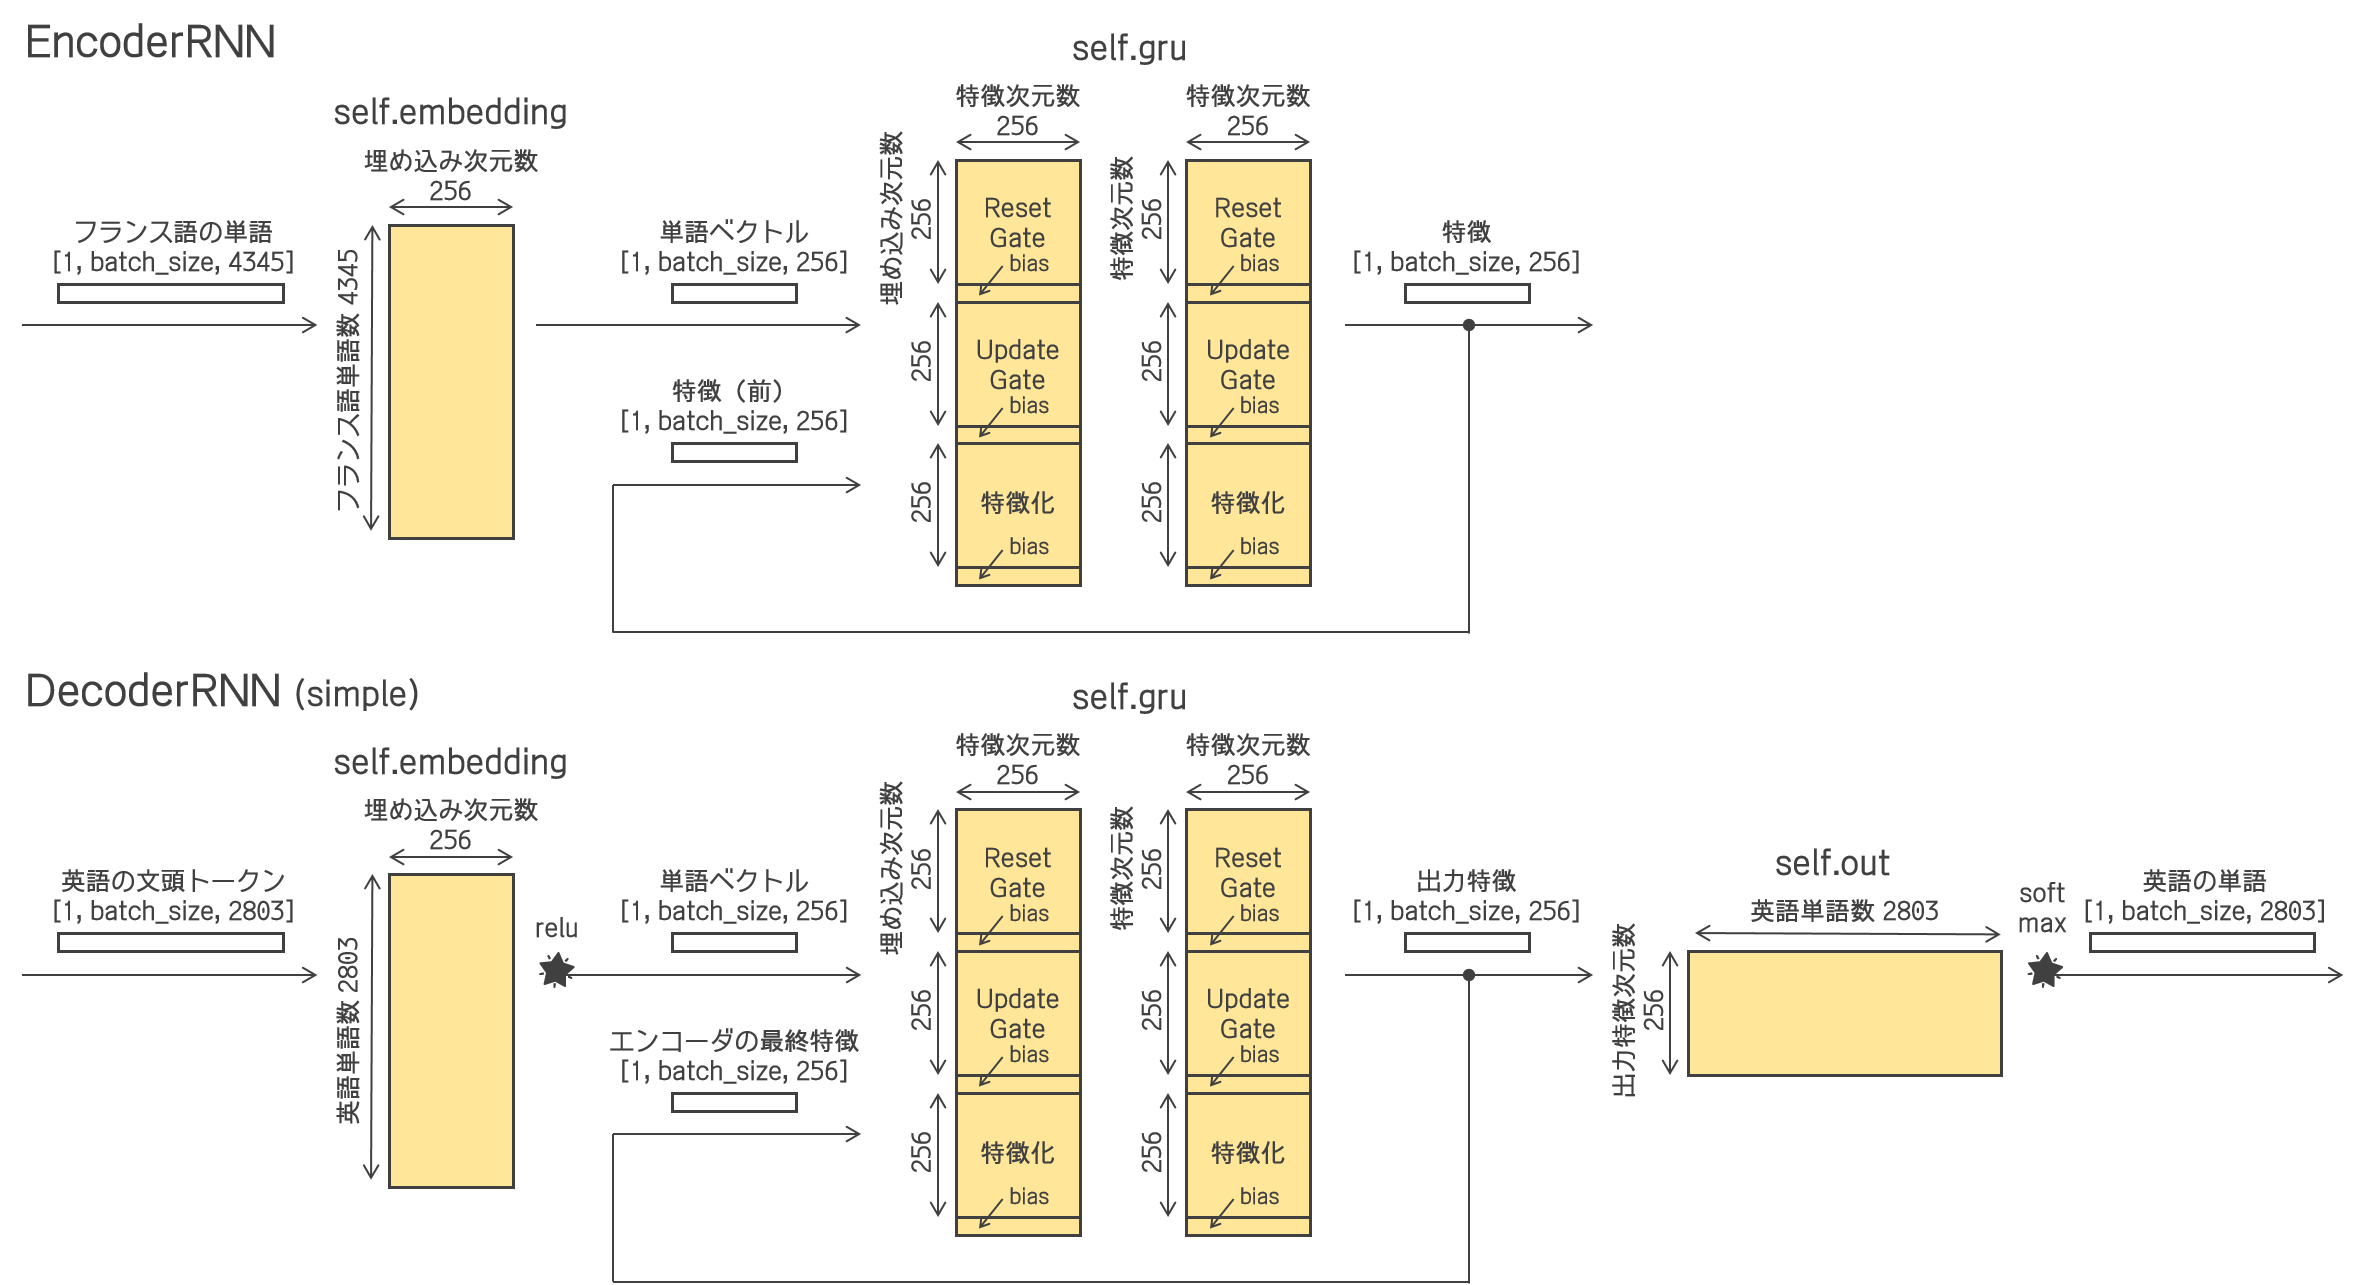 EncoderRNN
self.gru
self.embedding
特徴次元数
256
特徴次元数
256
埋め込み次元数
256
フランス語の単語
[1, batch_size, 4345]
フランス語単語数 4345
単語ベクトル
[1, batch_size, 256]
特徴（前）
[1, batch_size, 256]
埋め込み次元数
256
Reset
Gate
bias
256
Update
Gate
bias
256
特徴化
bias
特徴次元数
256
Reset
Gate
bias
256
Update
Gate
bias
256
特徴化
bias
特徴
[1, batch_size, 256]
DecoderRNN (simple)
self.gru
self.embedding
特徴次元数
256
特徴次元数
256
埋め込み次元数
256
英語の文頭トークン
[1, batch_size, 2803]
英語単語数 2803
relu
単語ベクトル
[1, batch_size, 256]
エンコーダの最終特徴
[1, batch_size, 256]
埋め込み次元数
256
Reset
Gate
bias
256
Update
Gate
bias
256
特徴化
bias
特徴次元数
256
Reset
Gate
bias
256
Update
Gate
bias
256
特徴化
bias
出力特徴
[1, batch_size, 256]
self.out
英語単語数 2803
出力特徴次元数
256
soft
max
英語の単語
[1, batch_size, 2803]